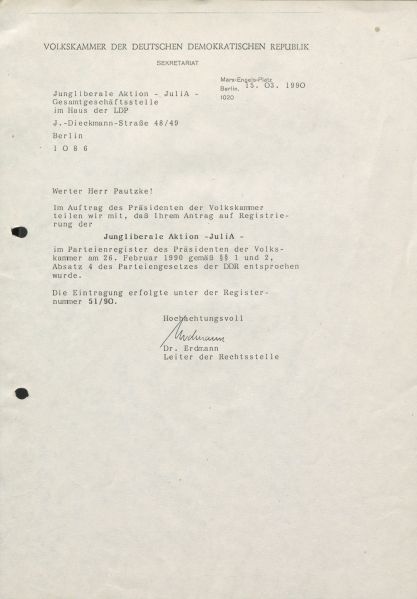 VOLKSKAMMER DER DEUTSCHEN DEMOKRATISCHEN REPUBLIK
SEKRETARIAT
Marx-Engels-Platz
Berlin, 15. 03. 1990
1020
Jungliberale Aktion - JuliA -
Gesamtgeschäftsstelle
im Haus der LDP
J.-Dieckmann-Straße 48/49
Berlin
1 0 8 6
Werter Herr Pautzke!
Im Auftrag des Präsidenten der Volkskammer
teilen wir mit, daß Ihrem Antrag auf Registrie-
rung der
Jungliberale Aktion -JuliA -
im Parteienregister des Präsidenten der Volks-
kammer am 26. Februar 1990 gemäß §§ 1 und 2,
Absatz 4 des Parteiengesetzes der DDR entsprochen
wurde.
Die Eintragung erfolgte unter der Register-
nummer 51/90.
Hochachtungsvoll
Erdmann
Dr. Erdmann
Leiter der Rechtsstelle